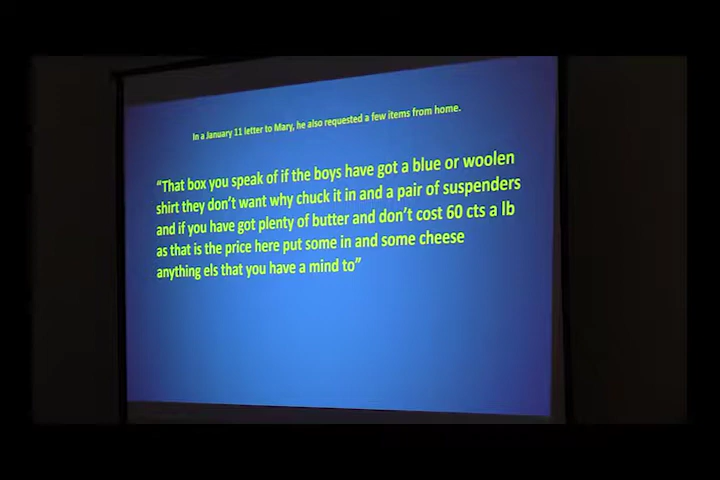 In a January 11 letter to Mary, he also requested a few items from home.
“That box you speak of if the boys have got a blue or woolen
shirt they don’t want why chuck it in and a pair of suspenders
and if you have got plenty of butter and don’t cost 60 cts a lb
as that is the price here put some in and some cheese
anything els that you have a mind to”